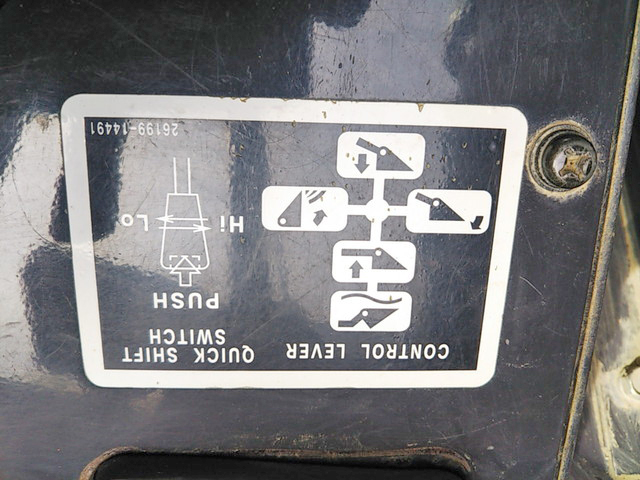 CONTROL LEVER
QUICK SHIFT
SWITCH
PUSH
Hi Lo
26199-14491